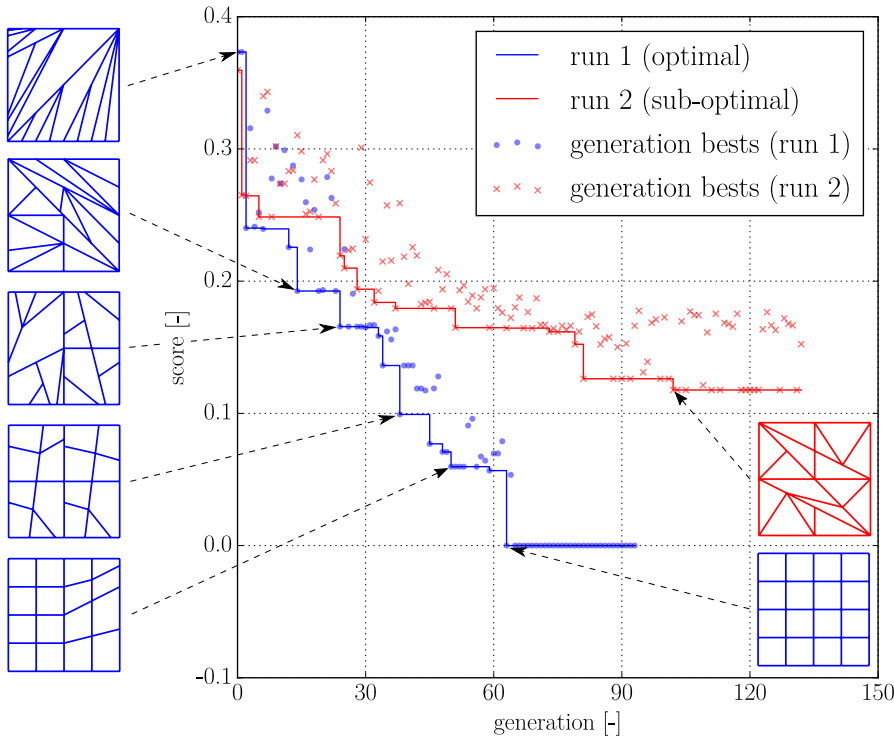 0.4
0.3
0.2
0.1
0.0
-0.1
score [-]
run 1 (optimal)
run 2 (sub-optimal)
generation bests (run 1)
generation bests (run 2)
0
30
60
90
120
150
generation [-]